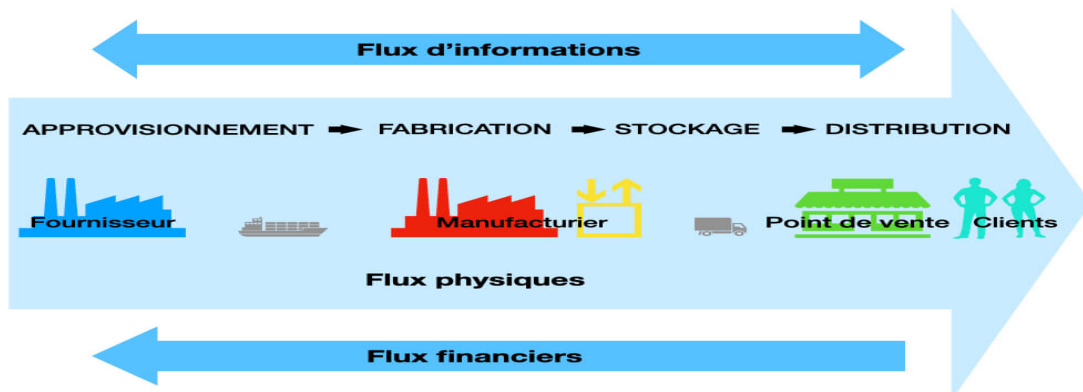 Flux d'informations
APPROVISIONNEMENT FABRICATION STOCKAGE DISTRIBUTION
Fournisseur Manufacturier Point de vente Clients
Flux physiques
Flux financiers